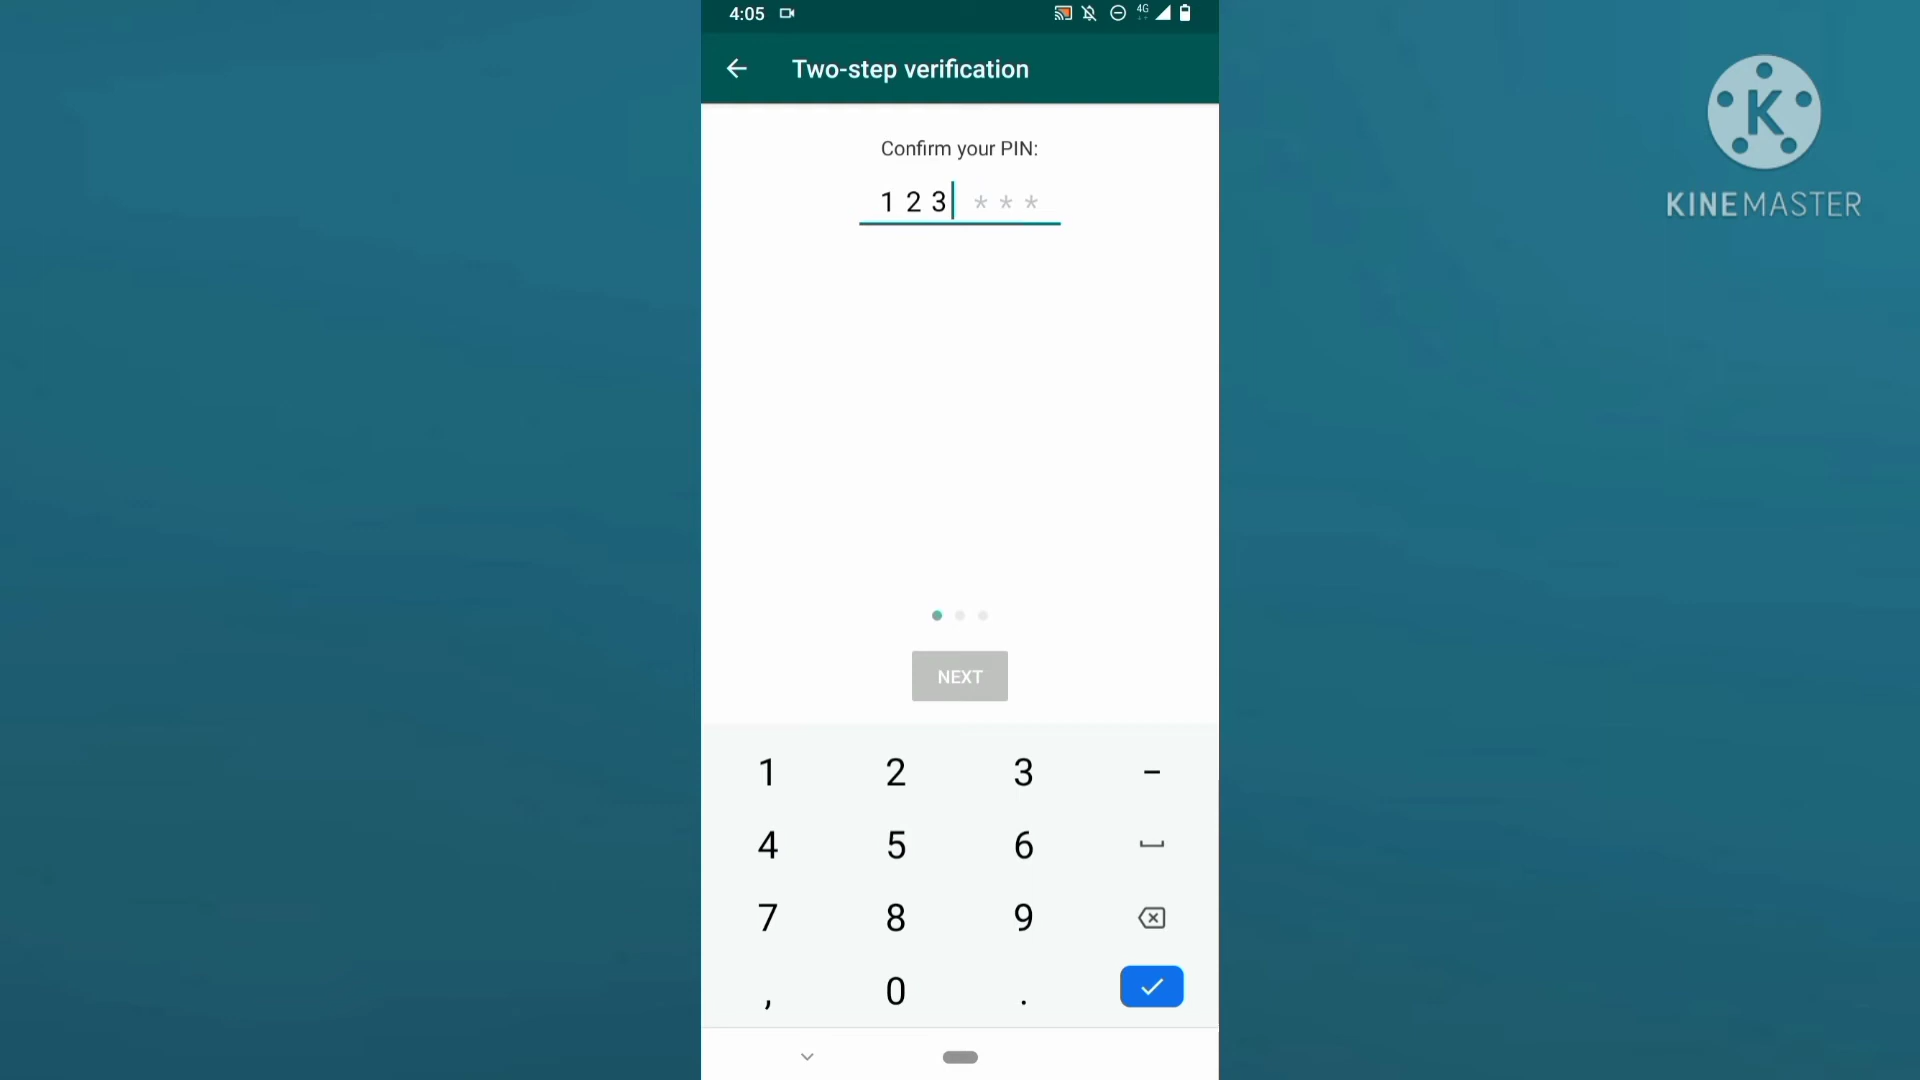 4:05
4G
Two-step verification
Confirm your PIN:
1 2 3 * * *
NEXT
1 2 3 -
4 5 6
7 8 9
, 0 .
K
KINEMASTER